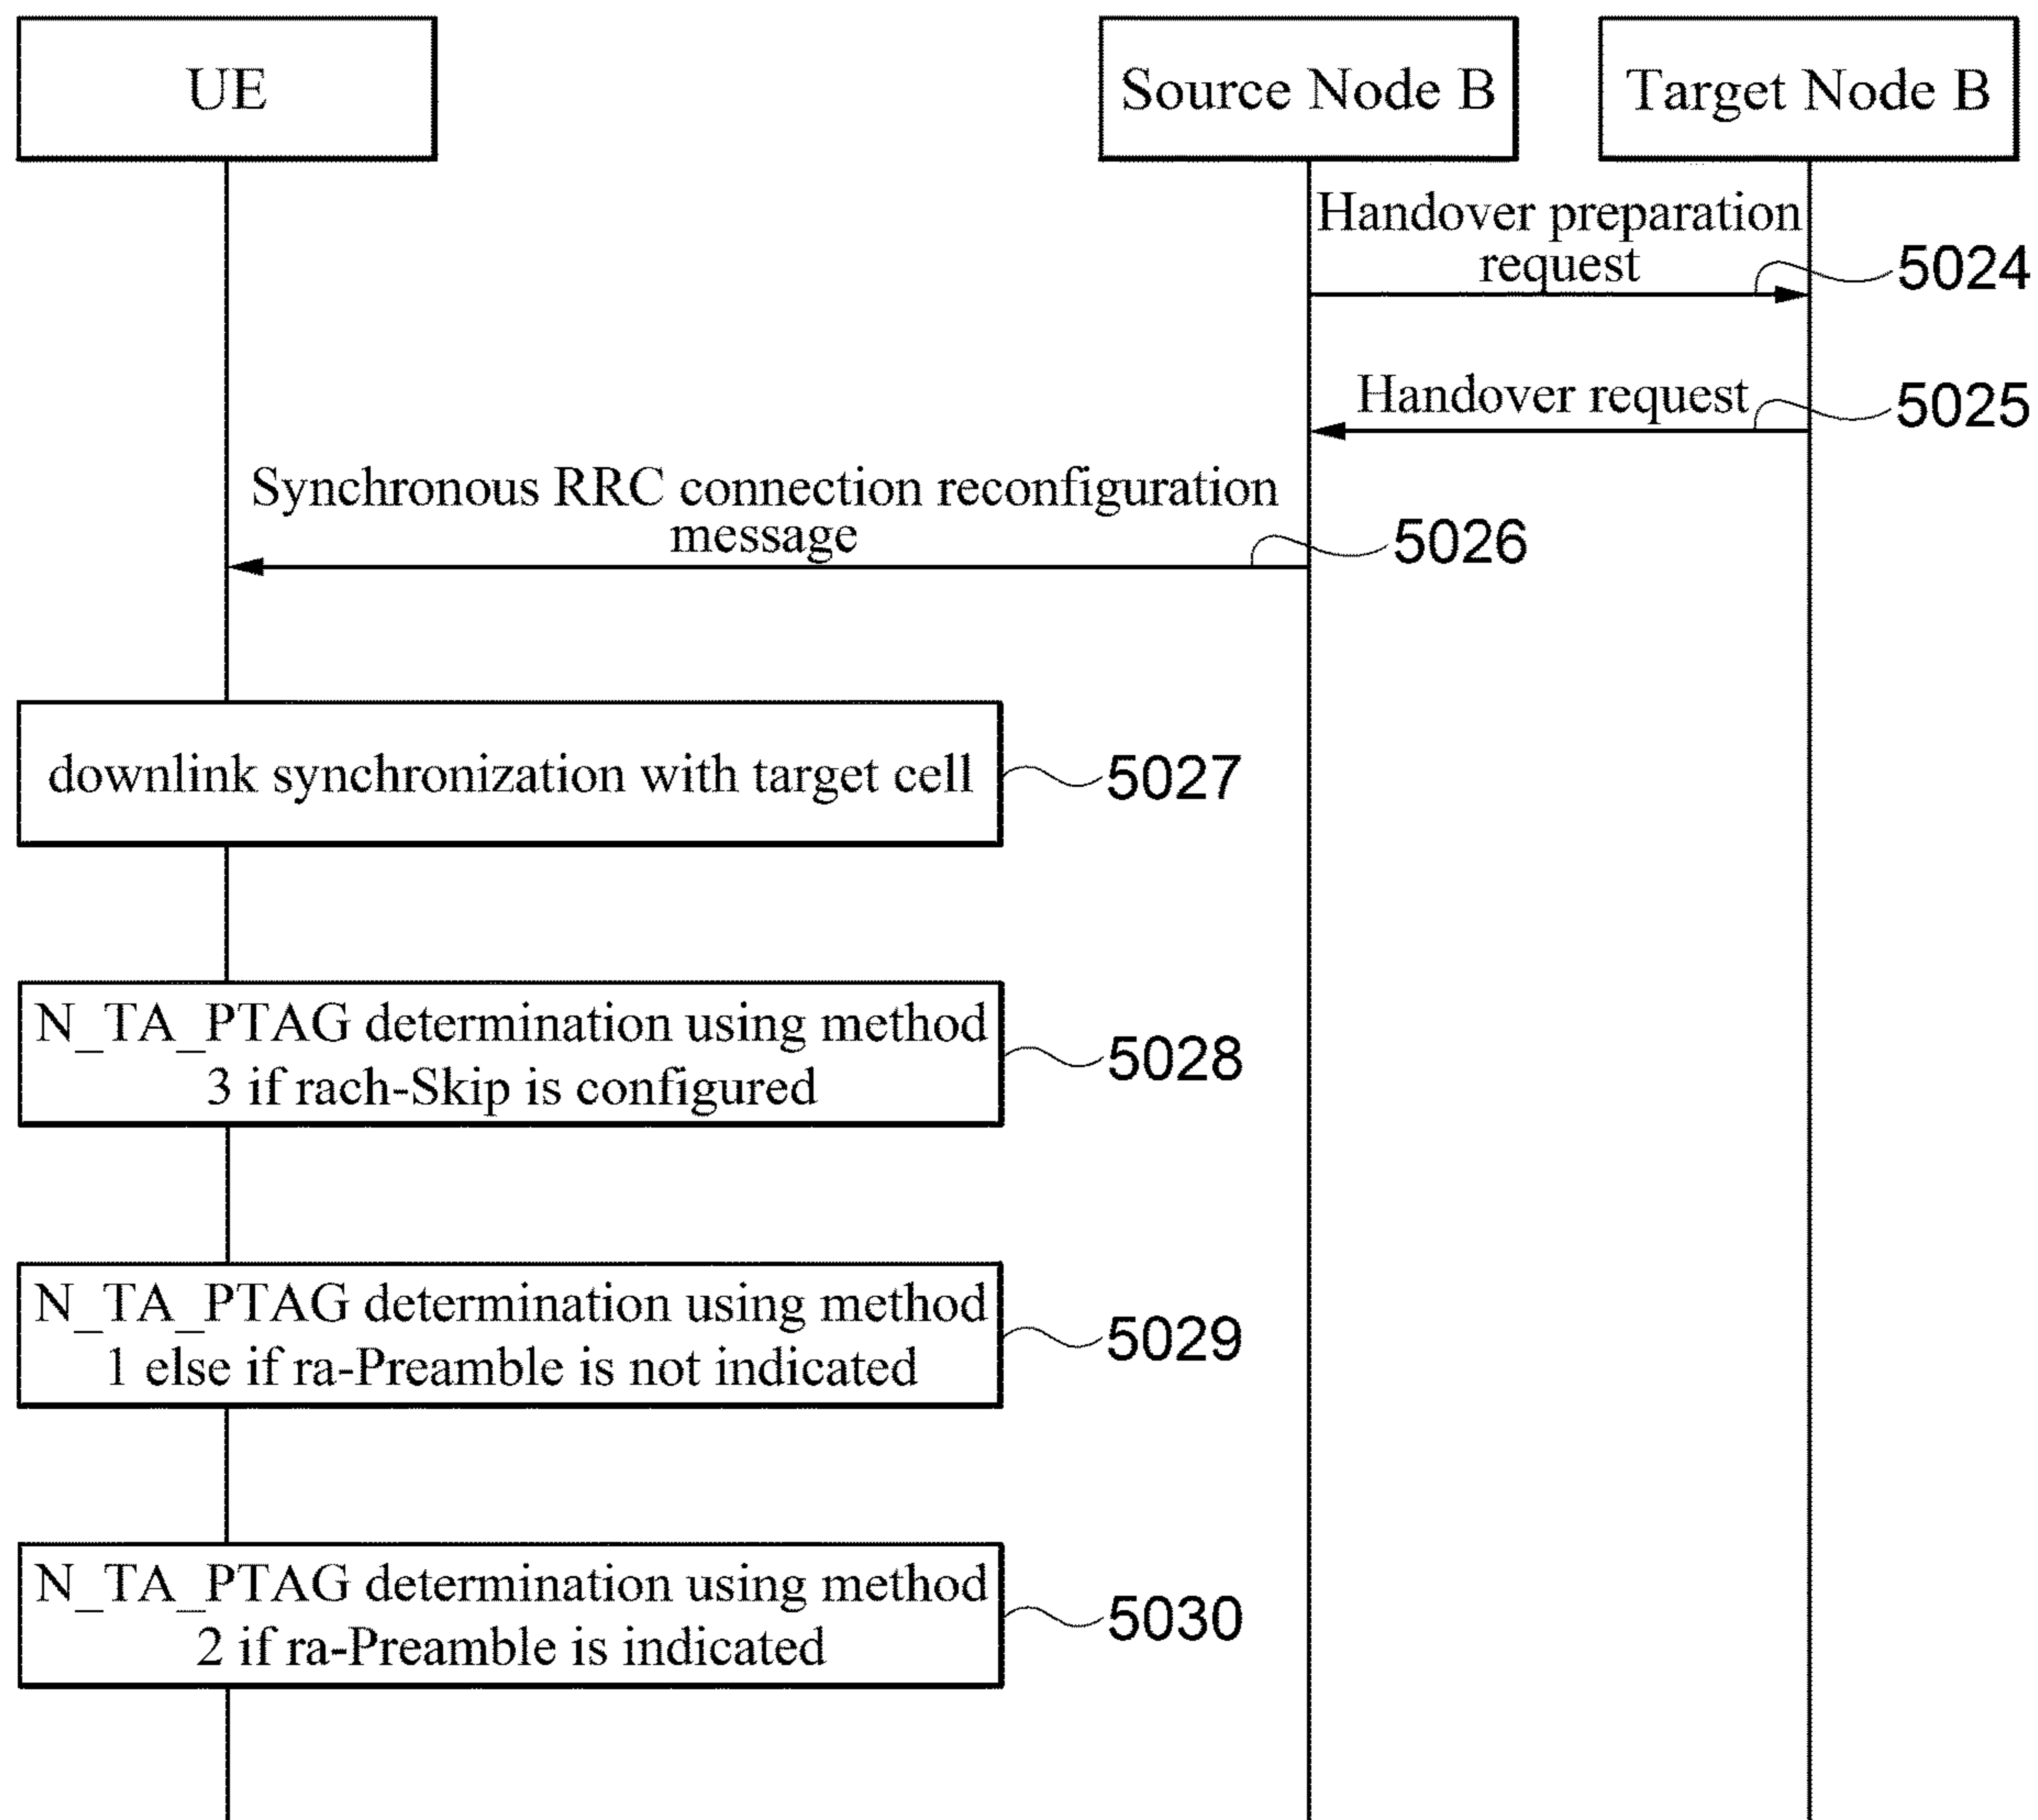 UE
Source Node B
Target Node B
Handover preparation
request
5024
Handover request
5025
Synchronous RRC connection reconfiguration
message
5026
downlink synchronization with target cell
5027
N_TA_PTAG determination using method
3 if rach-Skip is configured
5028
N_TA_PTAG determination using method
1 else if ra-Preamble is not indicated
5029
N_TA_PTAG determination using method
2 if ra-Preamble is indicated
5030